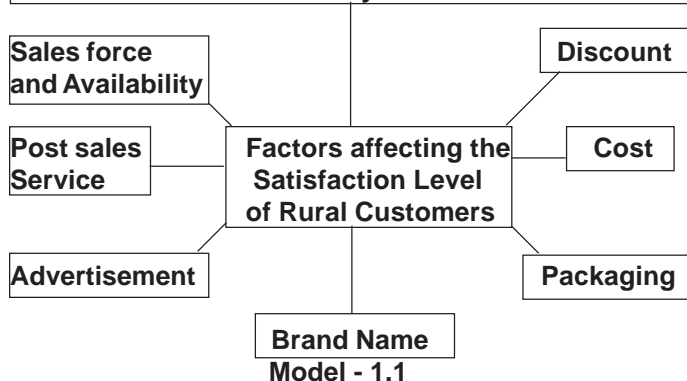 Sales force
and Availability
Discount
Post sales
Service
Factors affecting the
Satisfaction Level
of Rural Customers
Cost
Advertisement
Packaging
Brand Name
Model - 1.1